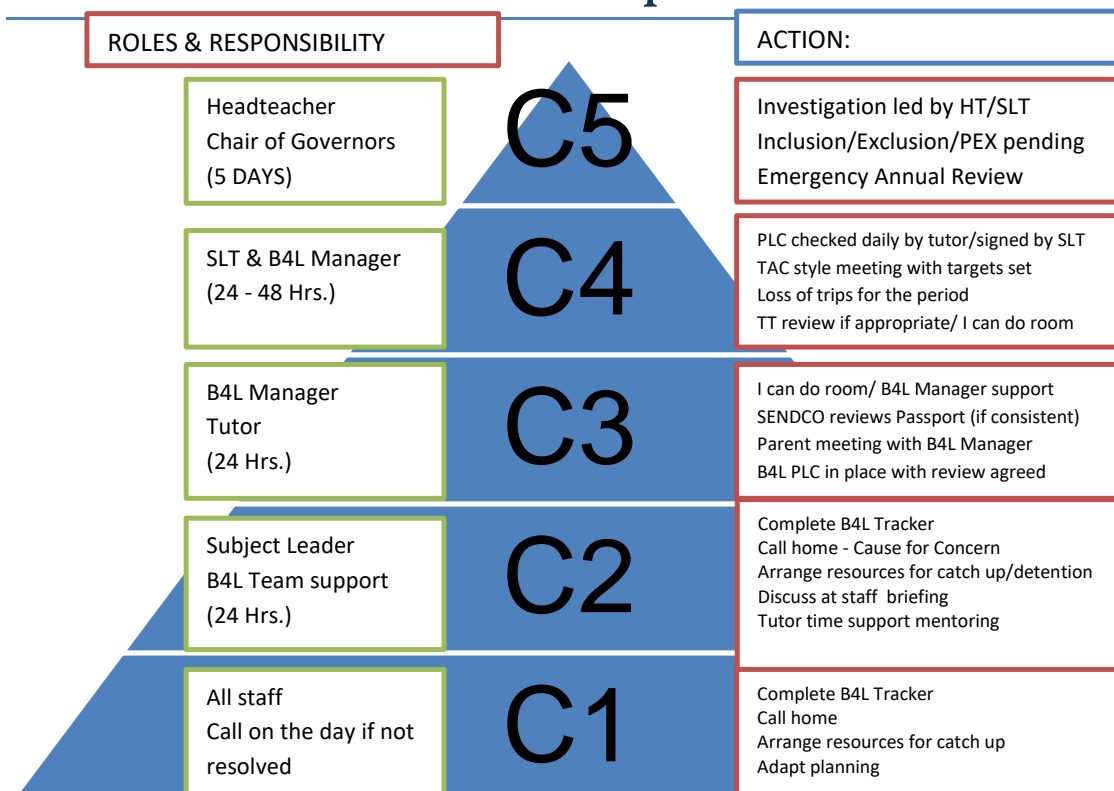 ROLES & RESPONSIBILITY
ACTION:
Headteacher
Chair of Governors
(5 DAYS)
C5
Investigation led by HT/SLT
Inclusion/Exclusion/PEX pending
Emergency Annual Review
SLT & B4L Manager
(24 - 48 Hrs.)
C4
PLC checked daily by tutor/signed by SLT
TAC style meeting with targets set
Loss of trips for the period
TT review if appropriate/ I can do room
B4L Manager
Tutor
(24 Hrs.)
C3
I can do room/ B4L Manager support
SENDCO reviews Passport (if consistent)
Parent meeting with B4L Manager
B4L PLC in place with review agreed
Subject Leader
B4L Team support
(24 Hrs.)
C2
Complete B4L Tracker
Call home - Cause for Concern
Arrange resources for catch up/detention
Discuss at staff briefing
Tutor time support mentoring
All staff
Call on the day if not
resolved
C1
Complete B4L Tracker
Call home
Arrange resources for catch up
Adapt planning